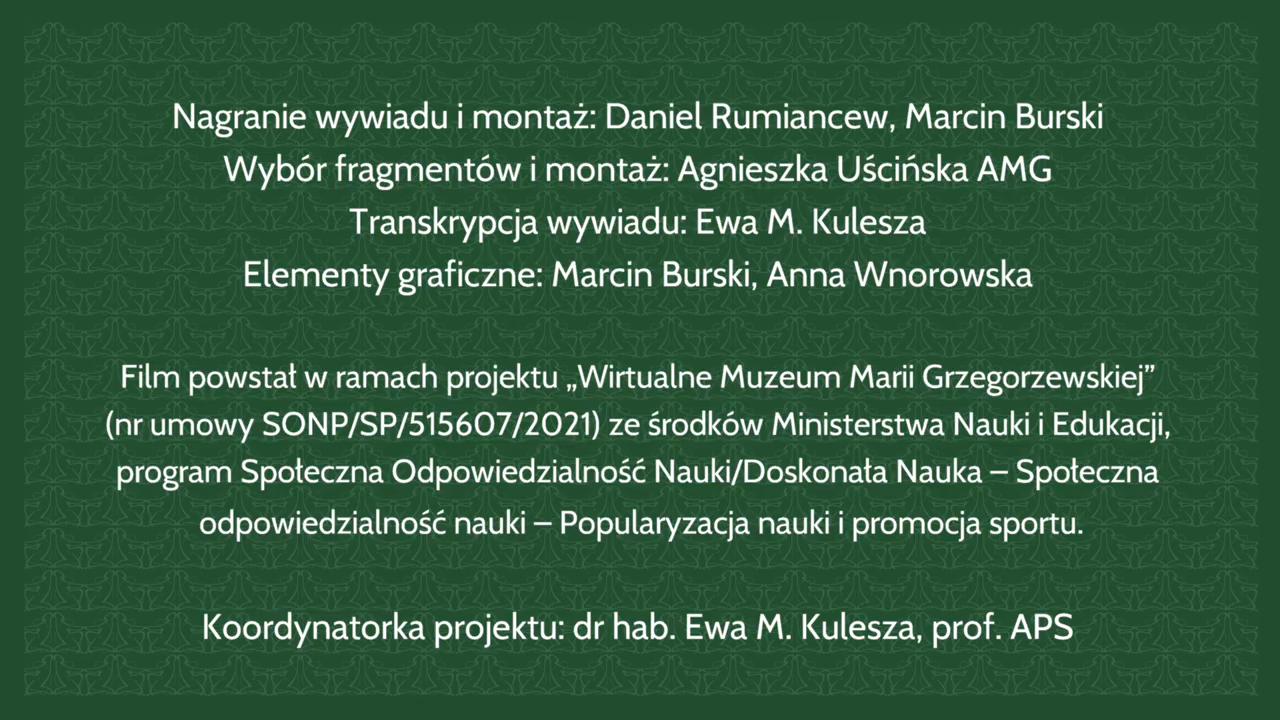 Nagranie wywiadu i montaż: Daniel Rumiancew, Marcin Burski
Wybór fragmentów i montaż: Agnieszka Uścińska AMG
Transkrypcja wywiadu: Ewa M. Kulesza
Elementy graficzne: Marcin Burski, Anna Wnorowska
Film powstał w ramach projektu „Wirtualne Muzeum Marii Grzegorzewskiej”
(nr umowy SONP/SP/515607/2021) ze środków Ministerstwa Nauki i Edukacji,
program Społeczna Odpowiedzialność Nauki/Doskonała Nauka – Społeczna
odpowiedzialność nauki – Popularyzacja nauki i promocja sportu.
Koordynatorka projektu: dr hab. Ewa M. Kulesza, prof. APS